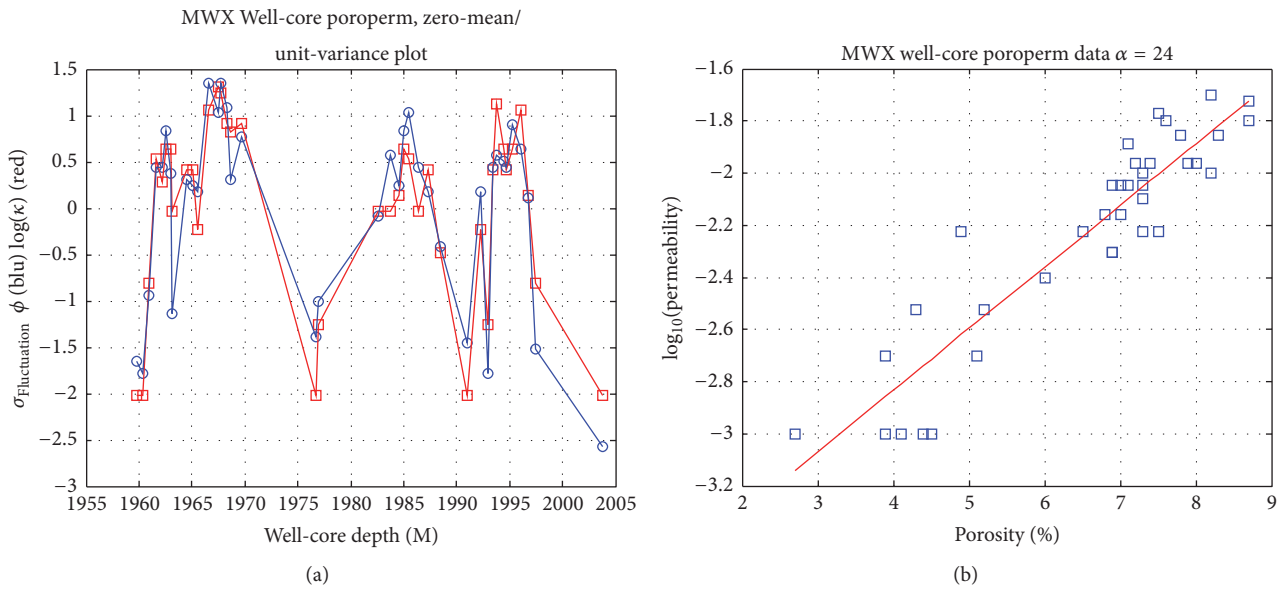 MWX Well-core poroperm, zero-mean/
unit-variance plot
σFluctuation ϕ (blu) log(κ) (red)
1.5
1
0.5
0
−0.5
−1
−1.5
−2
−2.5
−3
1955 1960 1965 1970 1975 1980 1985 1990 1995 2000 2005
Well-core depth (M)
(a)
MWX well-core poroperm data α = 24
log10(permeability)
−1.6
−1.8
−2
−2.2
−2.4
−2.6
−2.8
−3
−3.2
2 3 4 5 6 7 8 9
Porosity (%)
(b)